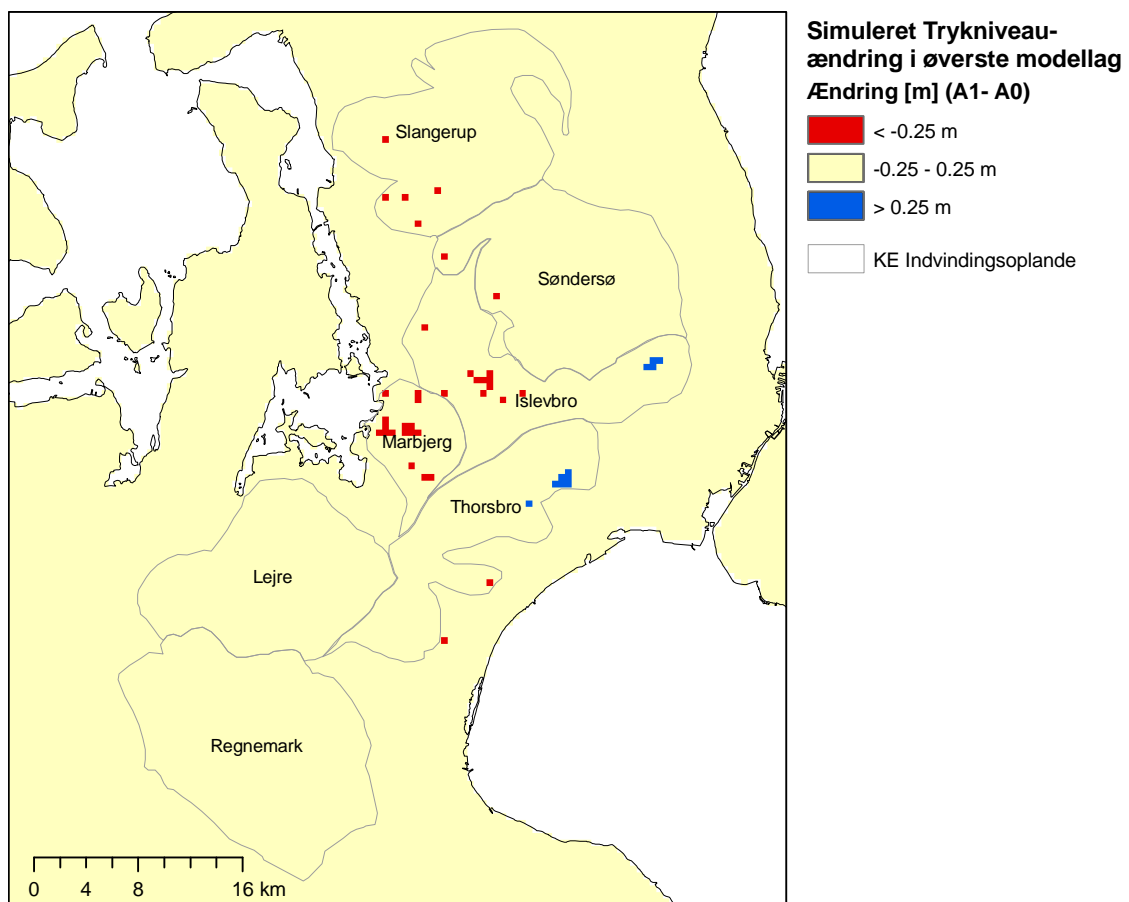 Simuleret Trykniveau-
ændring i øverste modellag
Ændring [m] (A1- A0)
< -0.25 m
-0.25 - 0.25 m
> 0.25 m
KE Indvindingsoplande
Slangerup
Søndersø
Islevbro
Marbjerg
Thorsbro
Lejre
Regnemark
0 4 8 16 km